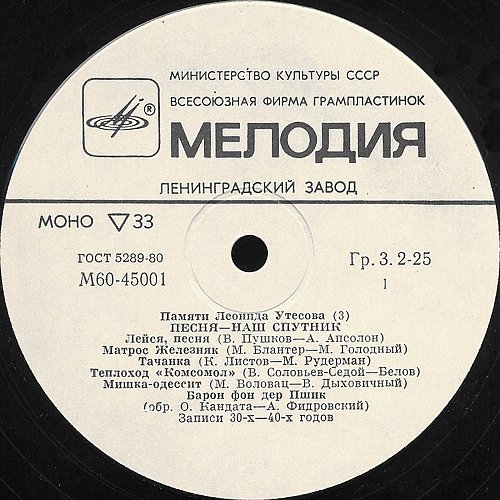 МИНИСТЕРСТВО КУЛЬТУРЫ СССР
ВСЕСОЮЗНАЯ ФИРМА ГРАМПЛАСТИНОК
®
МЕЛОДИЯ
ЛЕНИНГРАДСКИЙ ЗАВОД
МОНО ▽33
ГОСТ 5289-80
М60-45001
Гр. 3. 2-25
1
Памяти Леонида Утесова (3)
ПЕСНЯ—НАШ СПУТНИК
Лейся, песня (В. Пушков—А. Апсолон)
Матрос Железняк (М. Блантер—М. Голодный)
Тачанка (К. Листов—М. Рудерман)
Теплоход «Комсомол» (В. Соловьев-Седой—Белов)
Мишка-одессит (М. Воловац—В. Дыховичный)
Барон фон дер Пшик
(обр. О. Кандата—А. Фидровский)
Записи 30-х—40-х годов